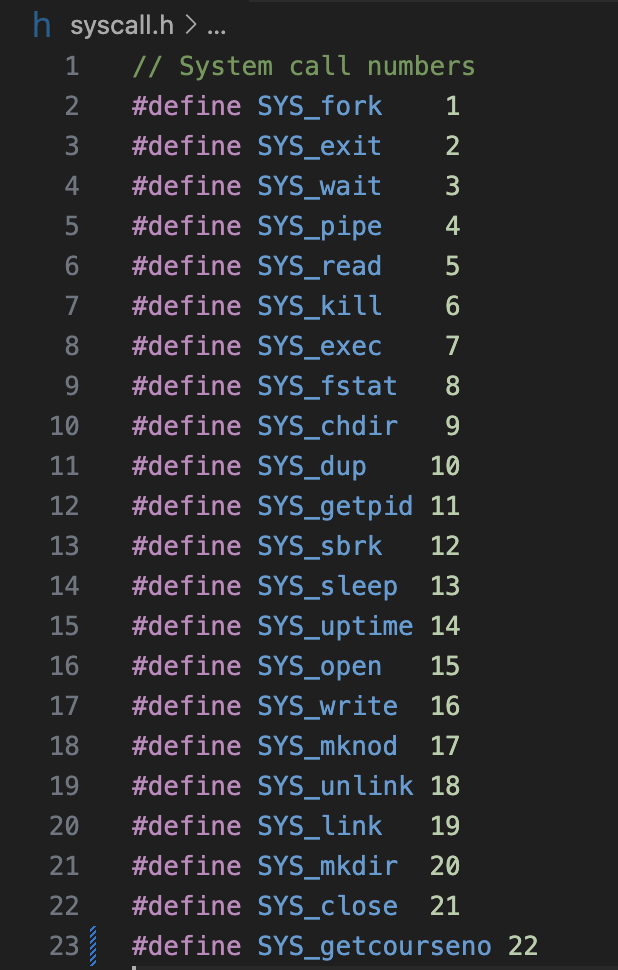 h syscall.h > ...
1 // System call numbers
2 #define SYS_fork    1
3 #define SYS_exit    2
4 #define SYS_wait    3
5 #define SYS_pipe    4
6 #define SYS_read    5
7 #define SYS_kill    6
8 #define SYS_exec    7
9 #define SYS_fstat   8
10 #define SYS_chdir   9
11 #define SYS_dup    10
12 #define SYS_getpid 11
13 #define SYS_sbrk   12
14 #define SYS_sleep  13
15 #define SYS_uptime 14
16 #define SYS_open   15
17 #define SYS_write  16
18 #define SYS_mknod  17
19 #define SYS_unlink 18
20 #define SYS_link   19
21 #define SYS_mkdir  20
22 #define SYS_close  21
23 #define SYS_getcourseno 22